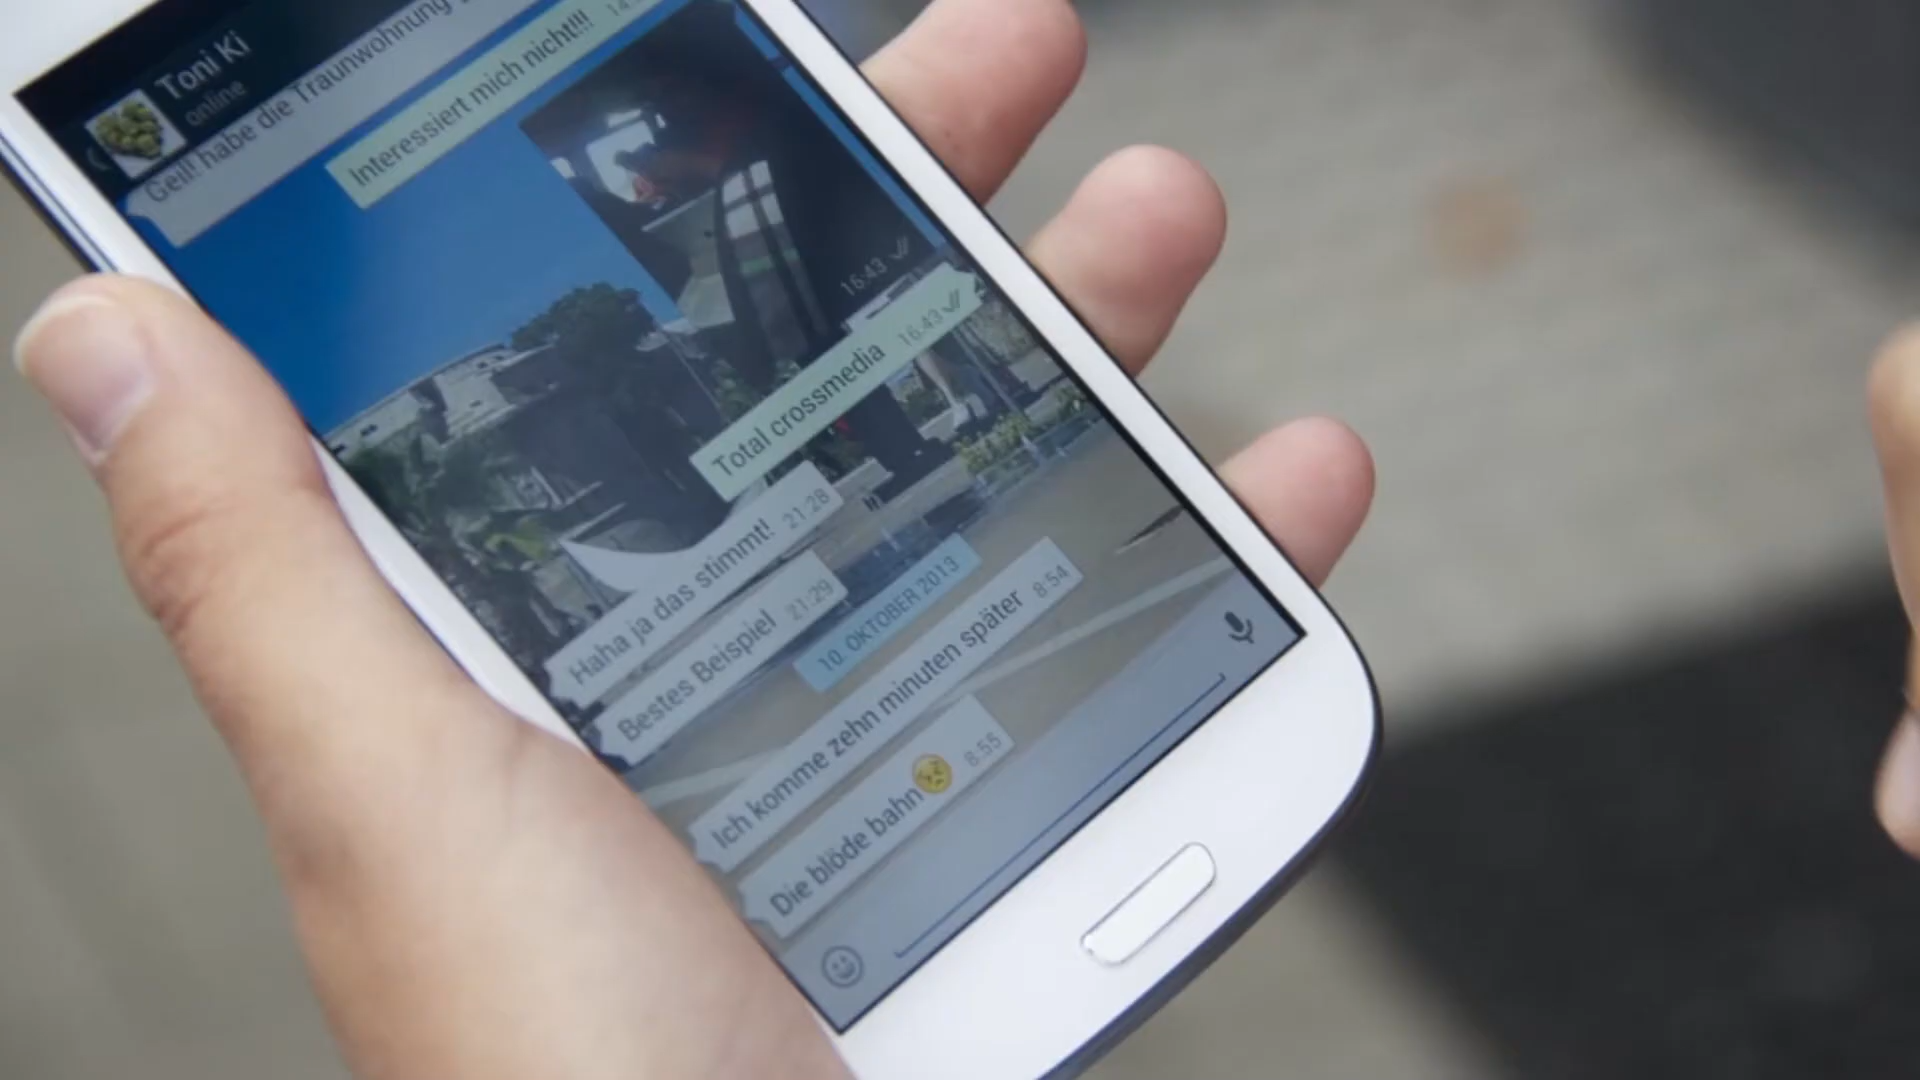 Toni Ki
online
Geil! habe die Traumwohnung
Interessiert mich nicht!!!
16:43
Total crossmedia 16:43
Haha ja das stimmt! 21:28
Bestes Beispiel 21:29
10. OKTOBER 2013
Ich komme zehn minuten später 8:54
Die blöde bahn 8:55